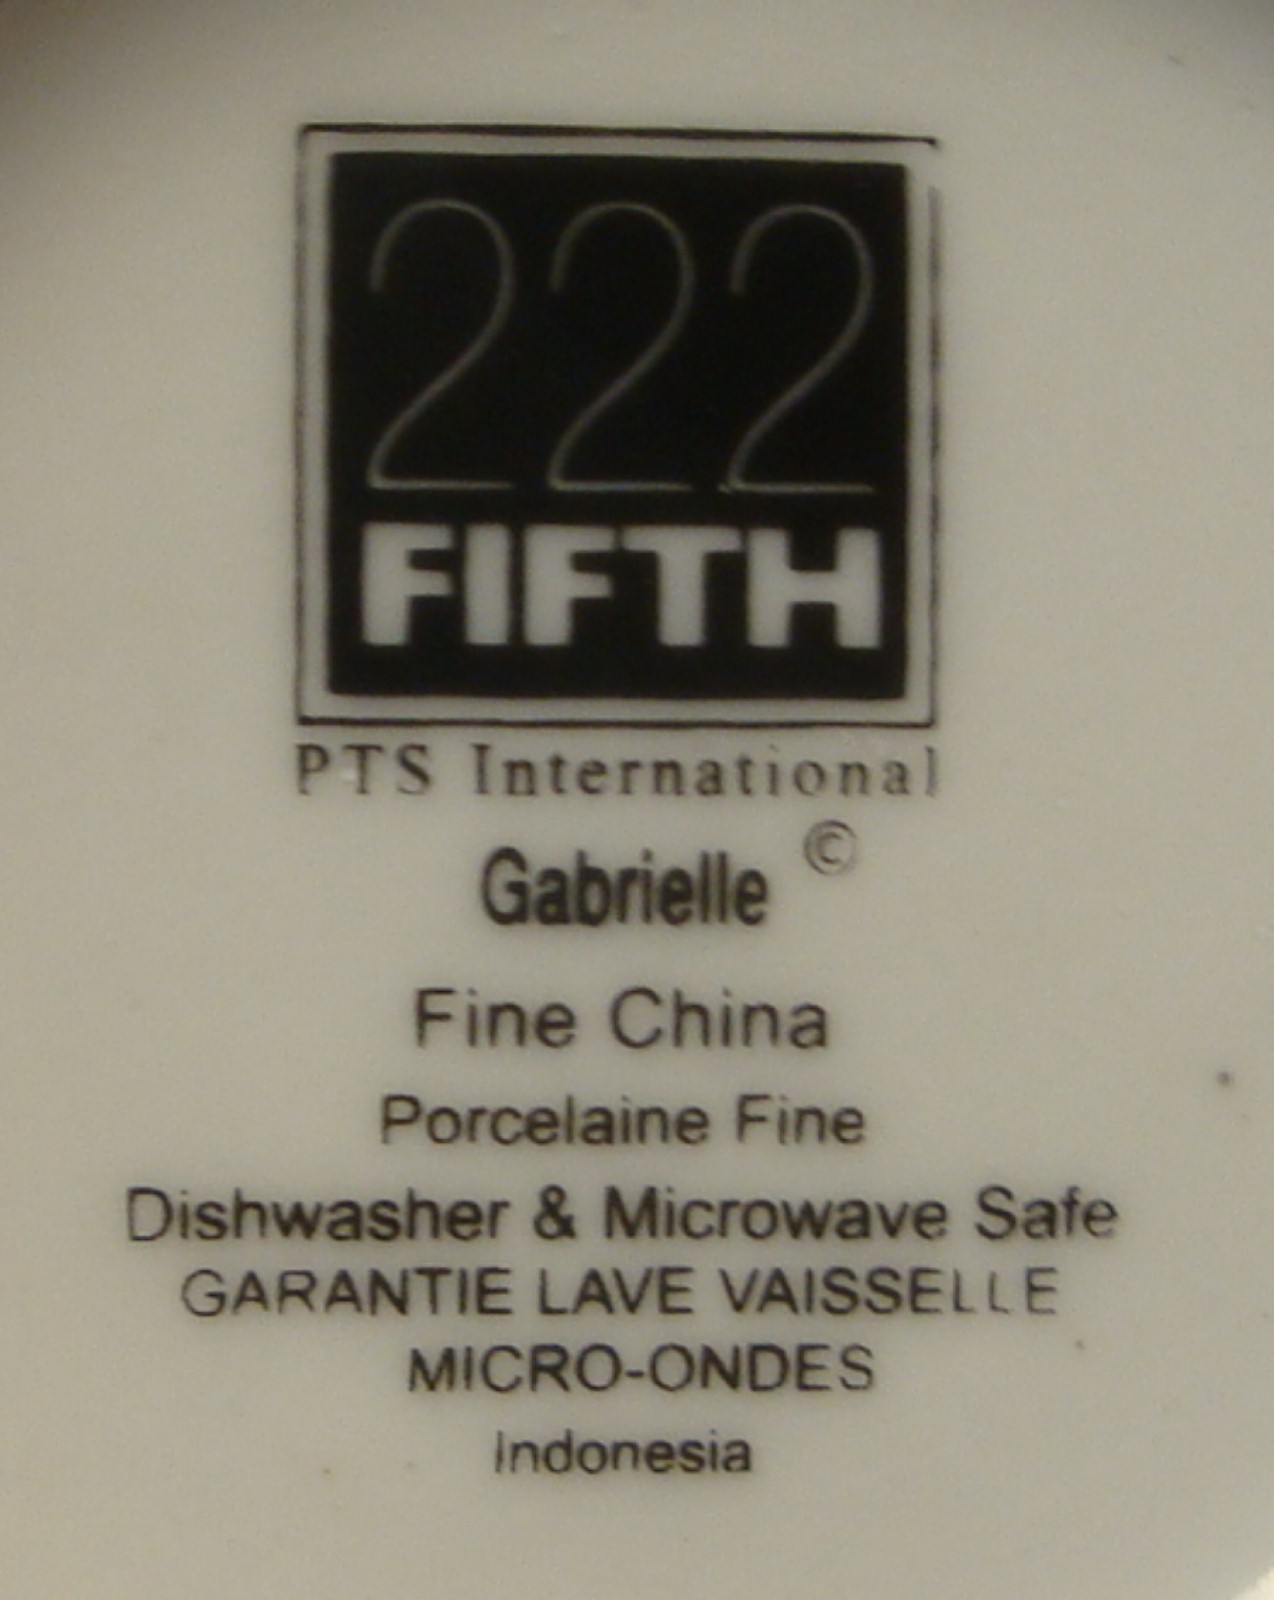 222
FIFTH
PTS International
Gabrielle ©
Fine China
Porcelaine Fine
Dishwasher & Microwave Safe
GARANTIE LAVE VAISSELLE
MICRO-ONDES
Indonesia